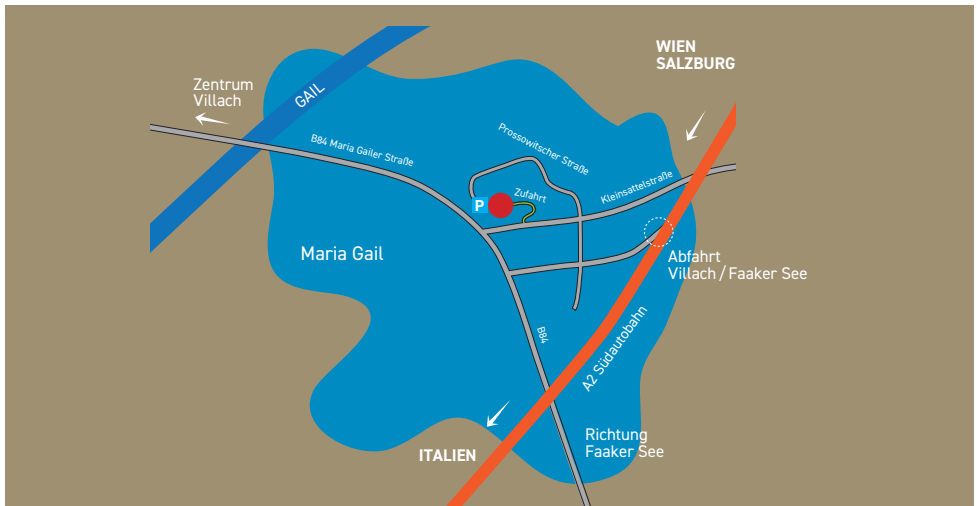 WIEN
SALZBURG
Zentrum
Villach
GAIL
B84 Maria Gailer Straße
Prossowitscher Straße
Zufahrt
Kleinsattelstraße
P
Maria Gail
Abfahrt
Villach / Faaker See
B84
A2 Südautobahn
Richtung
Faaker See
ITALIEN